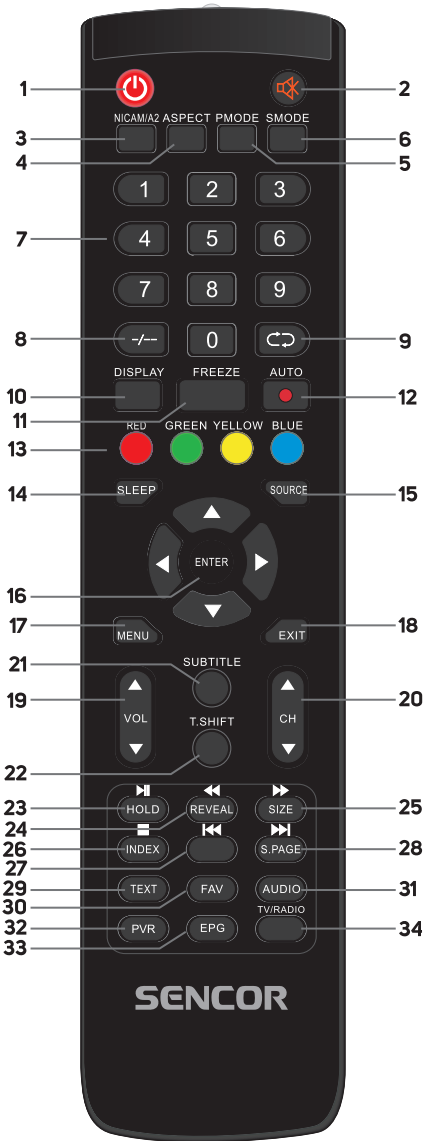 1 2
NICAM/A2 ASPECT PMODE SMODE
3 6
4 5
1 2 3
7 4 5 6
7 8 9
8 -/-- 0 9
DISPLAY FREEZE AUTO
10 12
11
RED GREEN YELLOW BLUE
13
14 SLEEP SOURCE 15
ENTER
16
17 MENU EXIT 18
21 SUBTITLE
19 VOL CH 20
T.SHIFT
22
23 HOLD REVEAL SIZE 25
24
26 INDEX S.PAGE 28
27
29 TEXT FAV AUDIO 31
30
TV/RADIO
32 PVR EPG 34
33
SENCOR